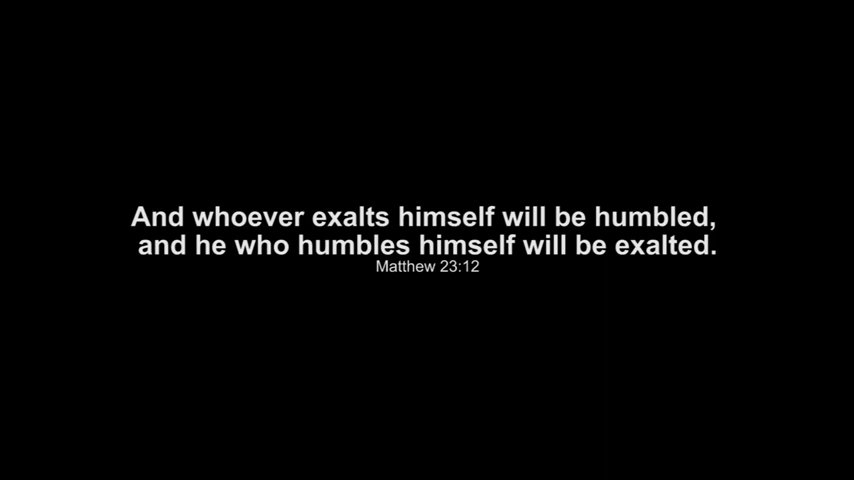 And whoever exalts himself will be humbled,
and he who humbles himself will be exalted.
Matthew 23:12